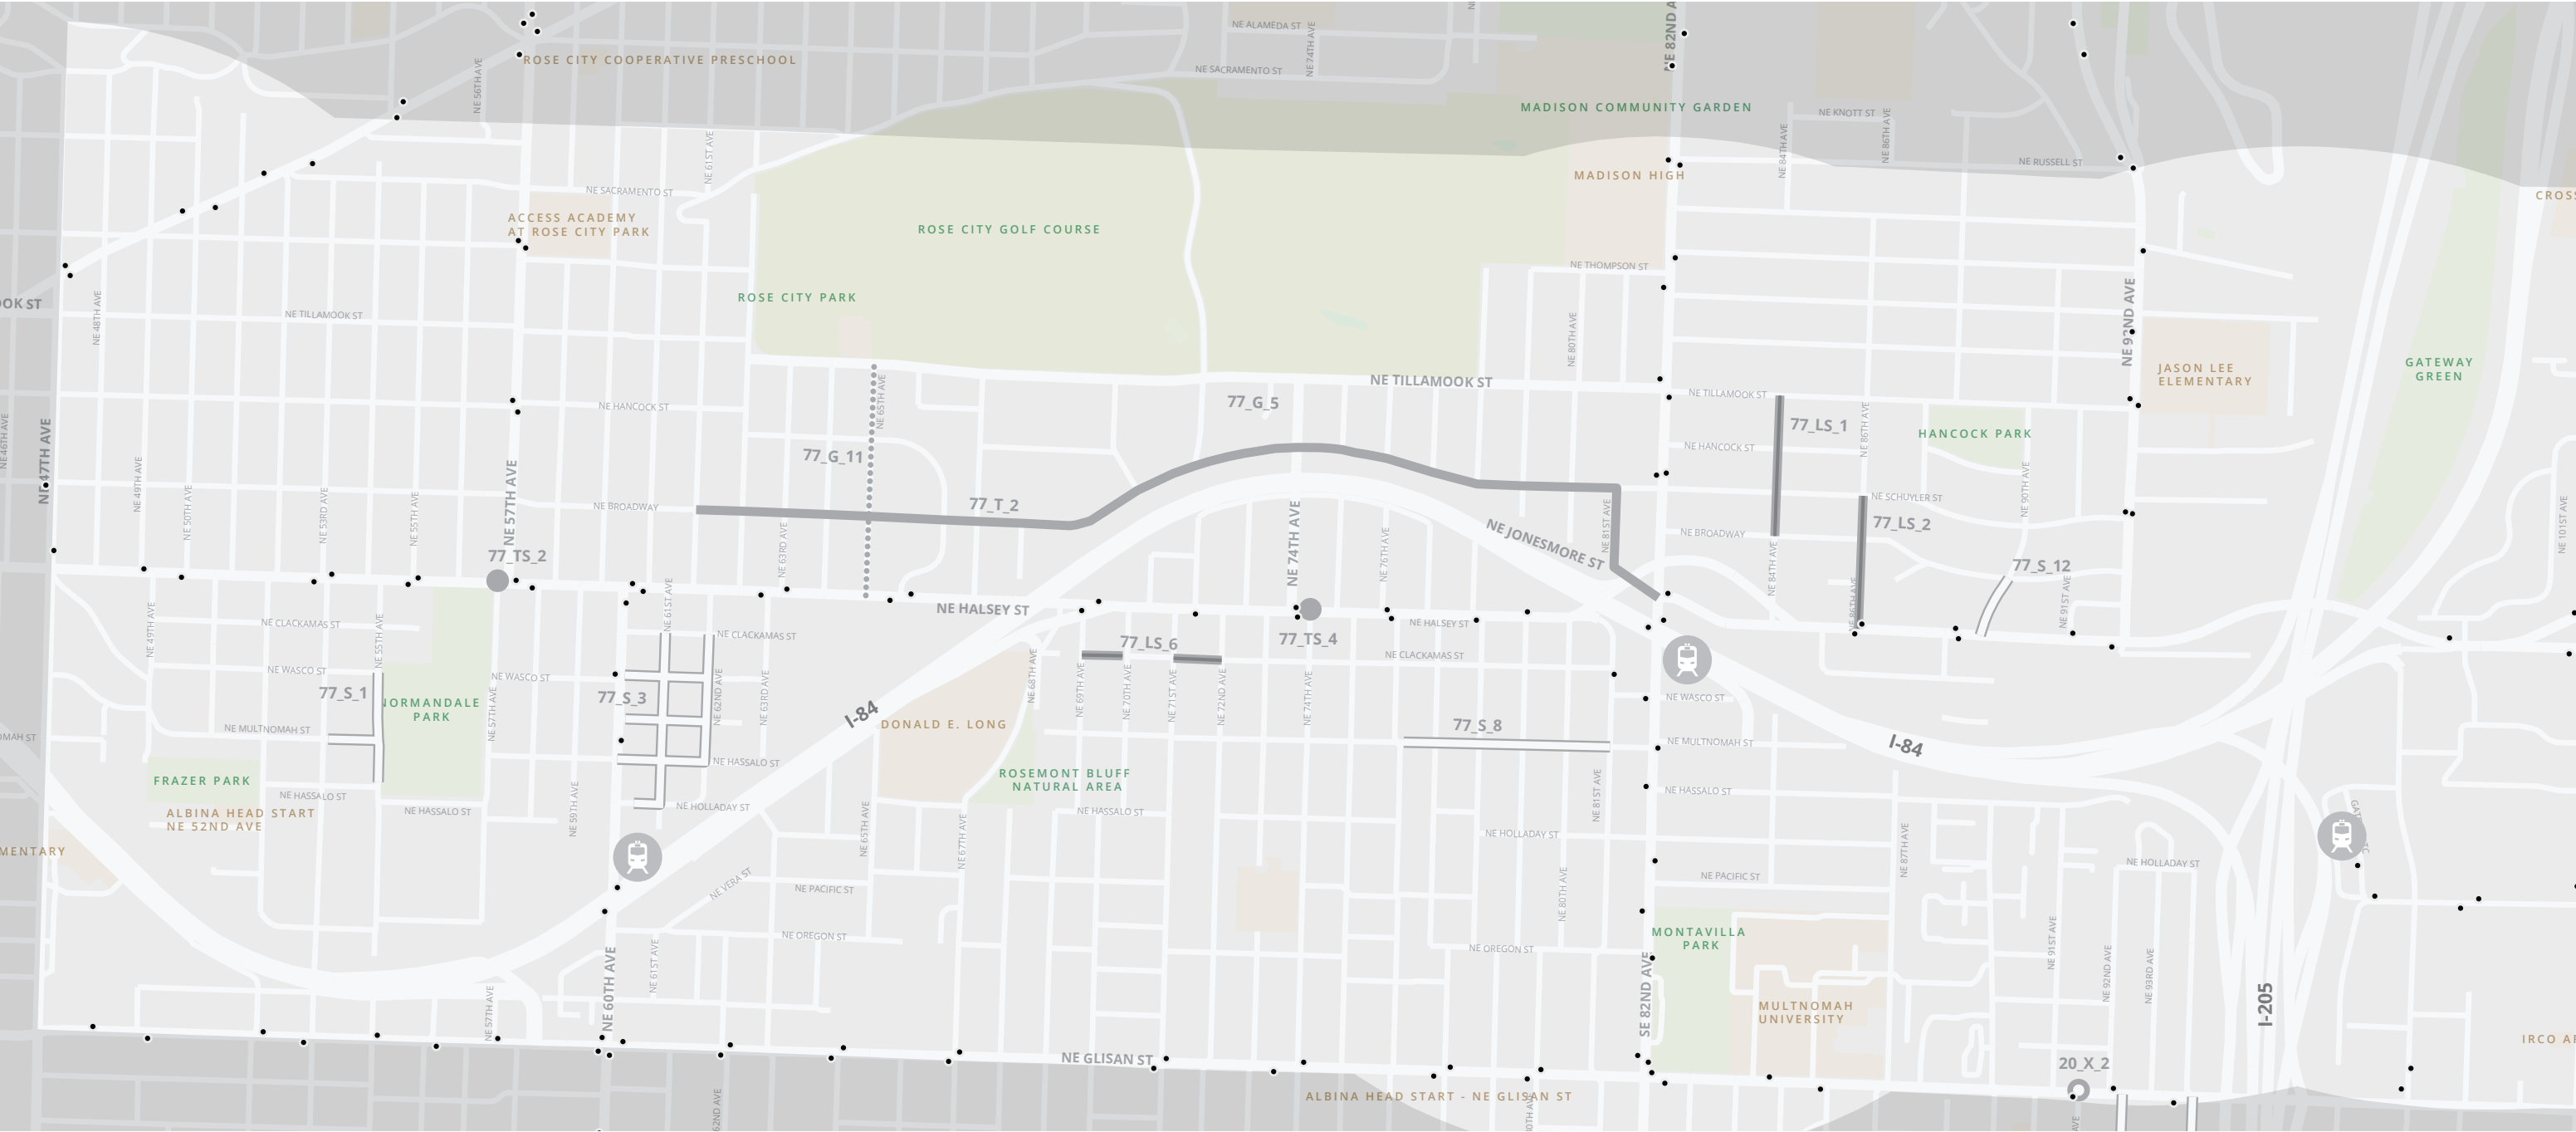 NE ALAMEDA ST
NE 74TH AVE
NE 82ND A
NE 56TH AVE
ROSE CITY COOPERATIVE PRESCHOOL
NE SACRAMENTO ST
MADISON COMMUNITY GARDEN
NE KNOTT ST
NE 86TH AVE
NE 84TH AVE
NE 61ST AVE
NE RUSSELL ST
MADISON HIGH
CROSS
NE SACRAMENTO ST
ACCESS ACADEMY
AT ROSE CITY PARK
ROSE CITY GOLF COURSE
NE THOMPSON ST
ROSE CITY PARK
OOK ST
NE 48TH AVE
NE TILLAMOOK ST
NE 80TH AVE
NE 92ND AVE
JASON LEE
ELEMENTARY
GATEWAY
GREEN
NE TILLAMOOK ST
NE TILLAMOOK ST
NE HANCOCK ST
NE 65TH AVE
77_G_5
77_LS_1
NE 86TH AVE
HANCOCK PARK
NE 46TH AVE
NE 47TH AVE
77_G_11
NE HANCOCK ST
NE 49TH AVE
NE 50TH AVE
NE 53RD AVE
NE 55TH AVE
NE 57TH AVE
NE BROADWAY
77_T_2
NE SCHUYLER ST
NE 90TH AVE
77_LS_2
NE 101ST AVE
NE 63RD AVE
NE 74TH AVE
NE 76TH AVE
NE JONESMORE ST
NE 81ST AVE
NE BROADWAY
NE 84TH AVE
77_TS_2
77_S_12
NE 86TH AVE
NE 91ST AVE
NE HALSEY ST
NE 49TH AVE
NE CLACKAMAS ST
NE 55TH AVE
NE 61ST AVE
NE CLACKAMAS ST
77_LS_6
77_TS_4
NE HALSEY ST
NE CLACKAMAS ST
NE WASCO ST
NE WASCO ST
77_S_1
77_S_3
NORMANDALE
PARK
NE 57TH AVE
NE 62ND AVE
NE 63RD AVE
NE 68TH AVE
NE 69TH AVE
NE 70TH AVE
NE 71ST AVE
NE 72ND AVE
NE 74TH AVE
NE WASCO ST
I-84
DONALD E. LONG
77_S_8
NE MULTNOMAH ST
OMAH ST
NE MULTNOMAH ST
I-84
FRAZER PARK
NE HASSALO ST
ROSEMONT BLUFF
NATURAL AREA
NE HASSALO ST
NE HASSALO ST
NE HASSALO ST
NE HOLLADAY ST
NE HASSALO ST
NE 81ST AVE
ALBINA HEAD START
NE 52ND AVE
NE 59TH AVE
NE 65TH AVE
NE 67TH AVE
NE HOLLADAY ST
NE 87TH AVE
MENTARY
NE HOLLADAY ST
NE VERA ST
NE PACIFIC ST
NE 80TH AVE
NE PACIFIC ST
NE OREGON ST
NE OREGON ST
MONTAVILLA
PARK
NE 61ST AVE
NE 60TH AVE
NE 57TH AVE
SE 82ND AVE
MULTNOMAH
UNIVERSITY
NE 91ST AVE
NE 92ND AVE
NE 93RD AVE
I-205
IRCO AF
NE GLISAN ST
20_X_2
ALBINA HEAD START - NE GLISAN ST
62ND AVE